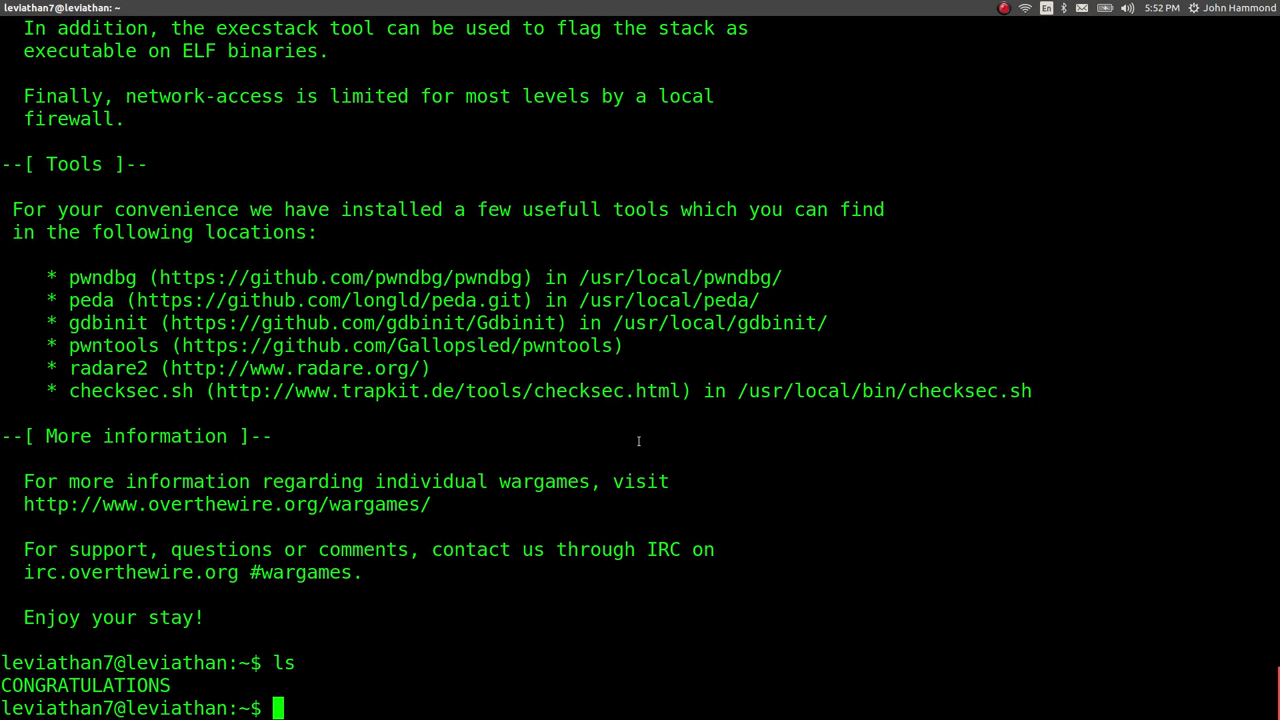 leviathan7@leviathan: ~
En
5:52 PM
John Hammond
In addition, the execstack tool can be used to flag the stack as
executable on ELF binaries.
Finally, network-access is limited for most levels by a local
firewall.
--[ Tools ]--
For your convenience we have installed a few usefull tools which you can find
in the following locations:
* pwndbg (https://github.com/pwndbg/pwndbg) in /usr/local/pwndbg/
* peda (https://github.com/longld/peda.git) in /usr/local/peda/
* gdbinit (https://github.com/gdbinit/Gdbinit) in /usr/local/gdbinit/
* pwntools (https://github.com/Gallopsled/pwntools)
* radare2 (http://www.radare.org/)
* checksec.sh (http://www.trapkit.de/tools/checksec.html) in /usr/local/bin/checksec.sh
--[ More information ]--
For more information regarding individual wargames, visit
http://www.overthewire.org/wargames/
For support, questions or comments, contact us through IRC on
irc.overthewire.org #wargames.
Enjoy your stay!
leviathan7@leviathan:~$ ls
CONGRATULATIONS
leviathan7@leviathan:~$